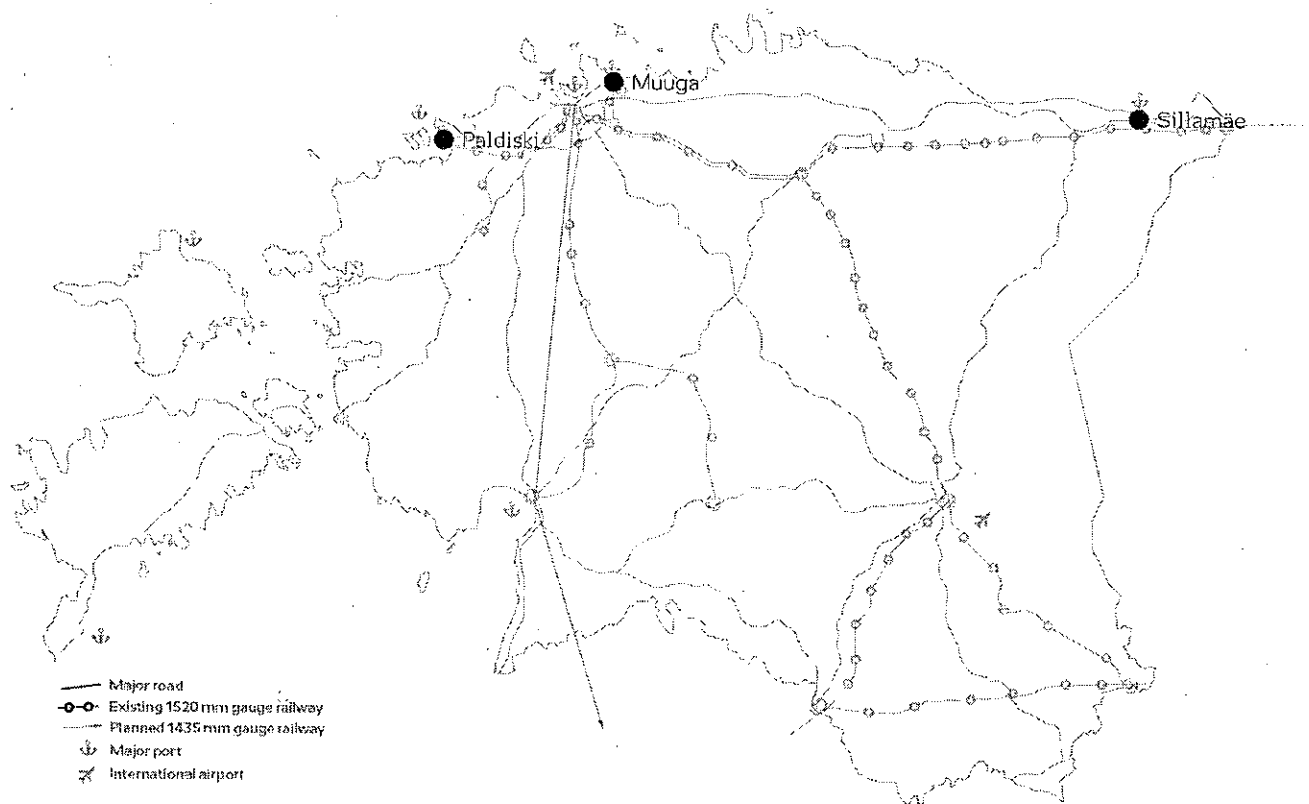 Muuga
Sillamäe
Paldiski
Major road
Existing 1520 mm gauge railway
Planned 1435 mm gauge railway
Major port
International airport